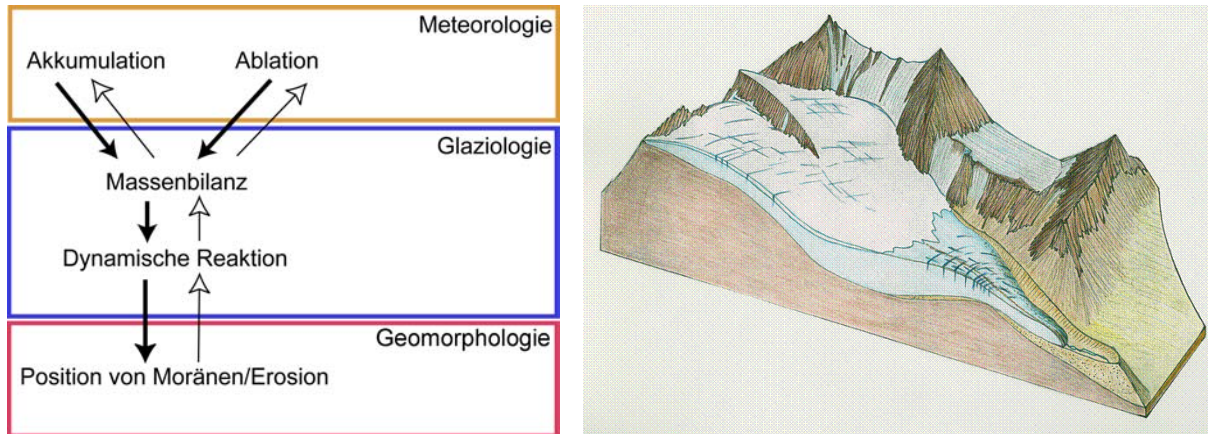 Meteorologie
Akkumulation Ablation
Glaziologie
Massenbilanz
Dynamische Reaktion
Geomorphologie
Position von Moränen/Erosion